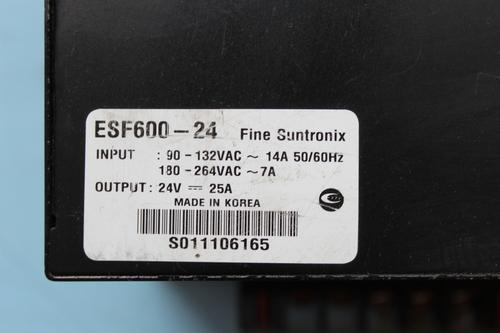 ESF600-24 Fine Suntronix
INPUT : 90-132VAC ~ 14A 50/60Hz
180-264VAC ~ 7A
OUTPUT : 24V ⎓ 25A
MADE IN KOREA
S011106165